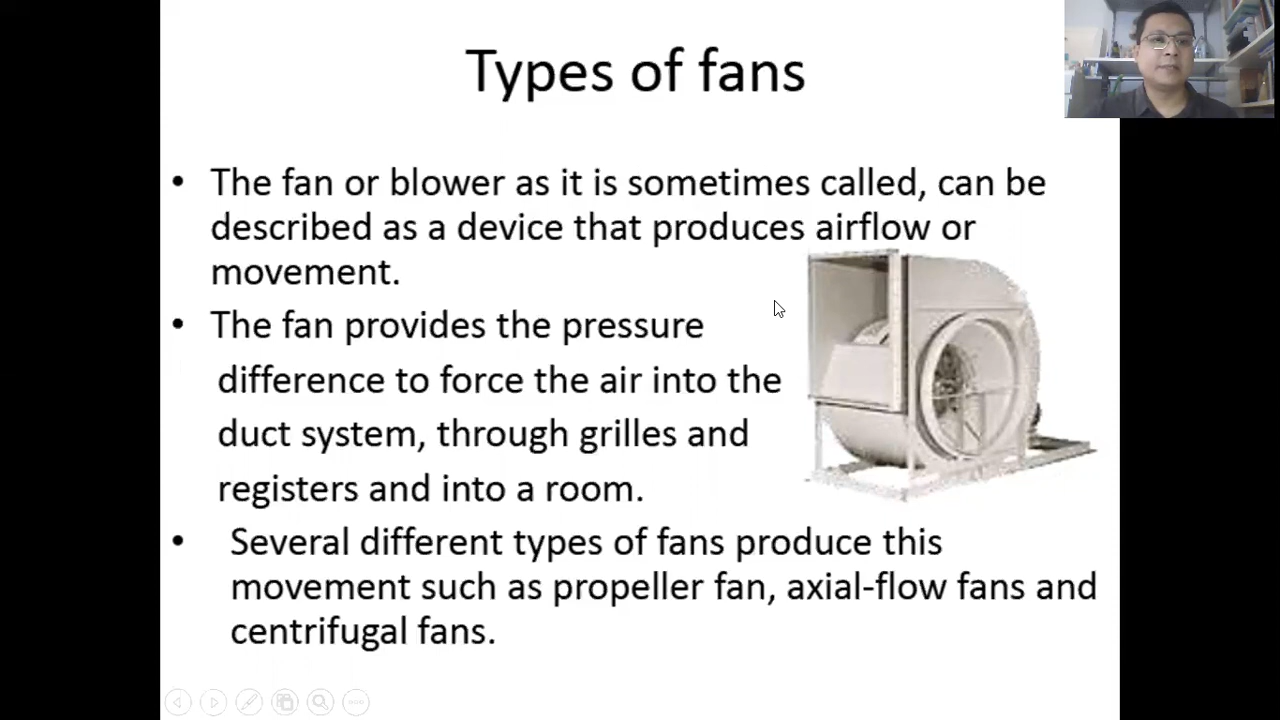 Types of fans
• The fan or blower as it is sometimes called, can be
described as a device that produces airflow or
movement.
• The fan provides the pressure
difference to force the air into the
duct system, through grilles and
registers and into a room.
• Several different types of fans produce this
movement such as propeller fan, axial-flow fans and
centrifugal fans.